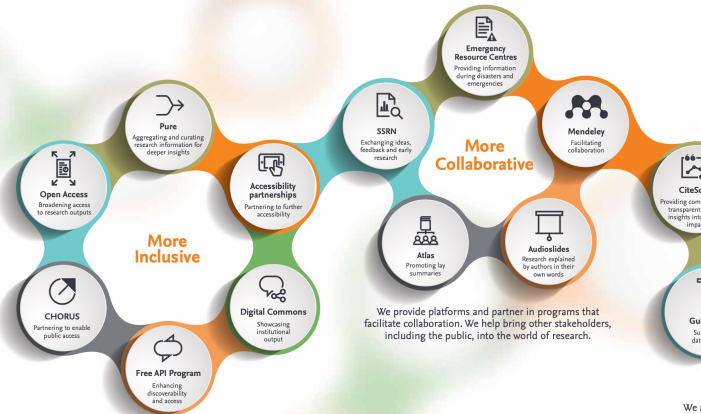 Pure
Aggregating and curating
research information for
deeper insights
Open Access
Broadening access
to research outputs
Accessibility
partnerships
Partnering to further
accessibility
More
Inclusive
CHORUS
Partnering to enable
public access
Digital Commons
Showcasing
institutional
output
Free API Program
Enhancing
discoverability
and access
Emergency
Resource Centres
Providing information
during disasters and
emergencies
SSRN
Exchanging ideas,
feedback and early
research
Mendeley
Facilitating
collaboration
More
Collaborative
Atlas
Promoting lay
summaries
Audioslides
Research explained
by authors in their
own words
We provide platforms and partner in programs that
facilitate collaboration. We help bring other stakeholders,
including the public, into the world of research.
Providing
transparent
insights
We